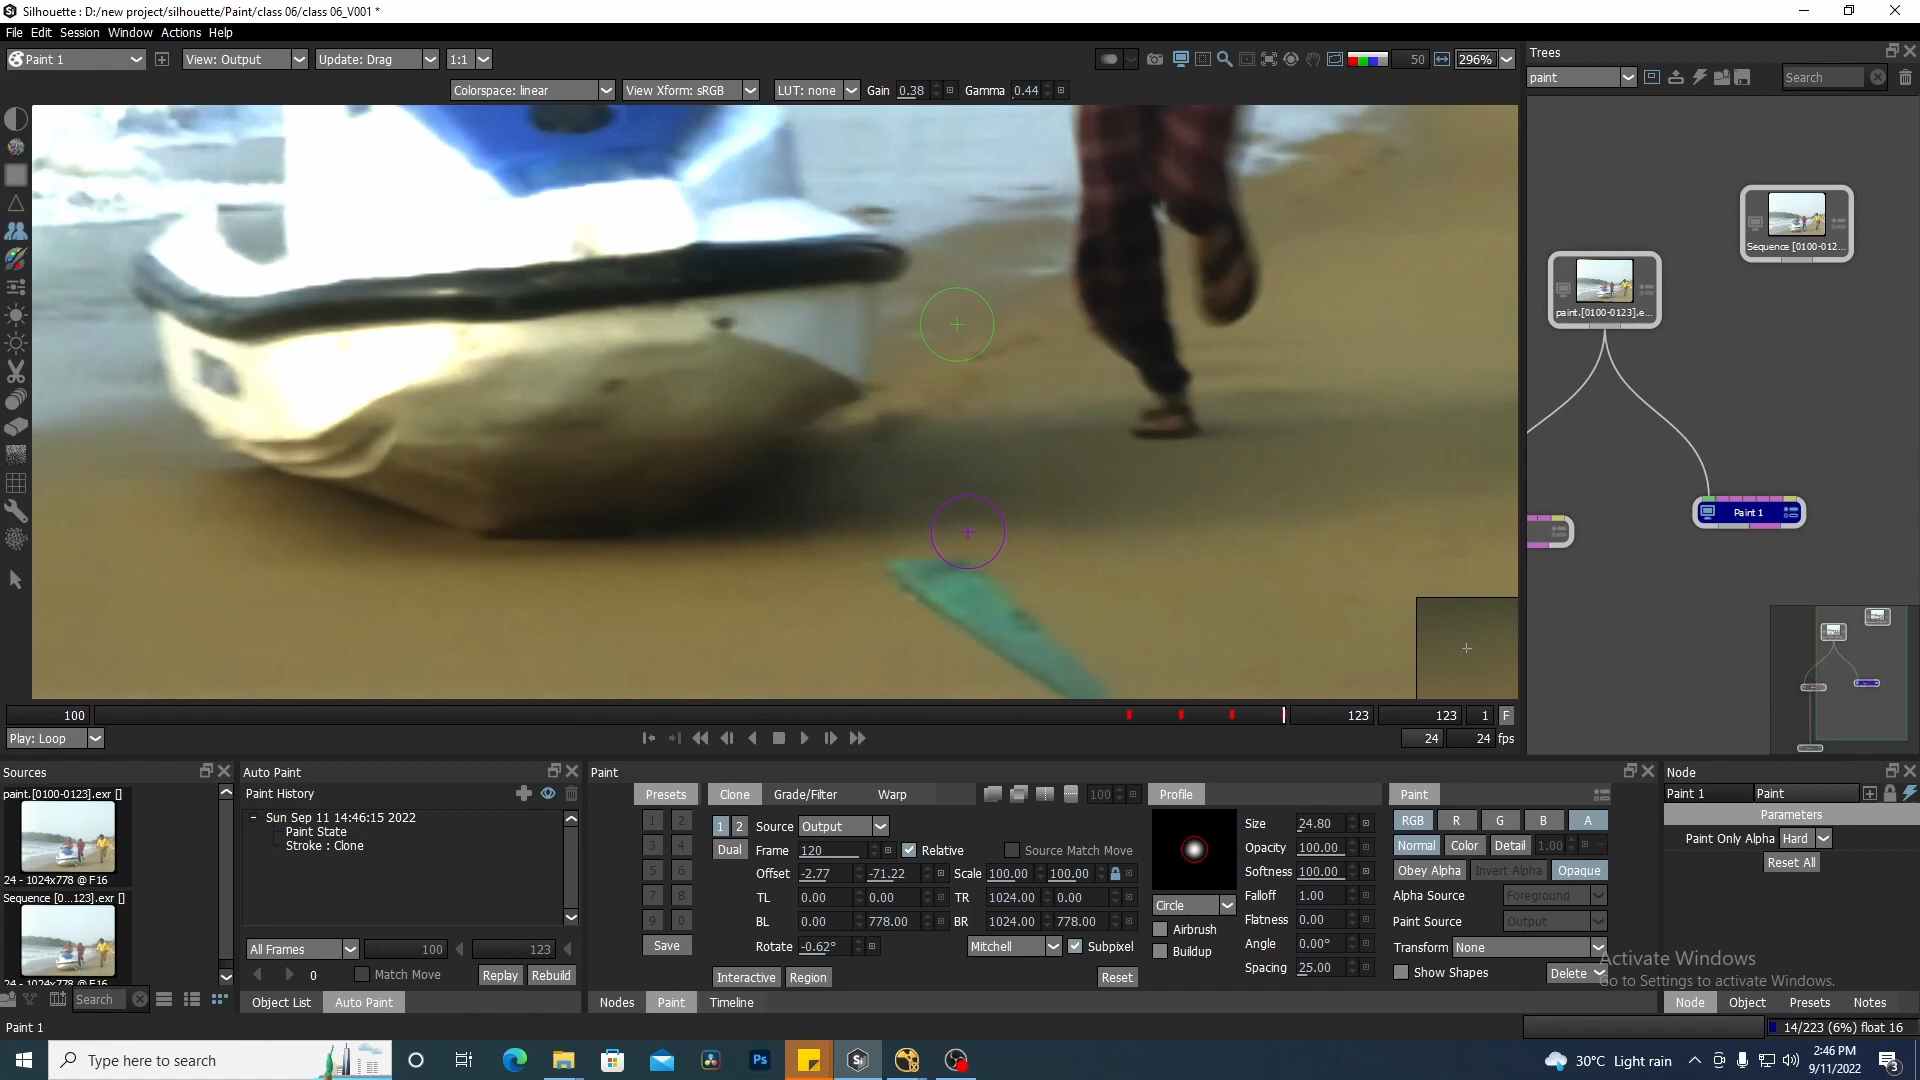 Silhouette : D:/new project/silhouette/Paint/class 06/class 06_V001 *
File Edit Session Window Actions Help
Paint 1 View: Output Update: Drag 1:1 50 296%
Colorspace: linear View Xform: sRGB LUT: none Gain 0.38 Gamma 0.44
Trees
paint Search
Sequence [0100-012...
paint.[0100-0123].e...
Paint 1
100 123 123 1 F
Play: Loop 24 24 fps
Sources
paint.[0100-0123].exr []
24 - 1024x778 @ F16
Sequence [0...123].exr []
24 - 1024x778 @ F16
Search
Auto Paint
Paint History
- Sun Sep 11 14:46:15 2022
Paint State
Stroke : Clone
All Frames 100 123
0 Match Move Replay Rebuild
Object List Auto Paint
Paint
Presets Clone Grade/Filter Warp 100 Profile Paint
1 2
3 4
5 6
7 8
9 0
Save
1 2 Source Output
Dual Frame 120 Relative Source Match Move
Offset -2.77 -71.22 Scale 100.00 100.00
TL 0.00 0.00 TR 1024.00 0.00
BL 0.00 778.00 BR 1024.00 778.00
Rotate -0.62° Mitchell Subpixel
Interactive Region Reset
Circle
Airbrush
Buildup
Size 24.80
Opacity 100.00
Softness 100.00
Falloff 1.00
Flatness 0.00
Angle 0.00°
Spacing 25.00
RGB R G B A
Normal Color Detail 1.00
Obey Alpha Invert Alpha Opaque
Alpha Source Foreground
Paint Source Output
Transform None
Show Shapes Delete
Nodes Paint Timeline
Node
Paint 1 Paint
Parameters
Paint Only Alpha Hard
Reset All
Activate Windows
Go to Settings to activate Windows.
Node Object Presets Notes
Paint 1
14/223 (6%) float 16
Type here to search
Ps
Si
30°C Light rain
2:46 PM
9/11/2022
3